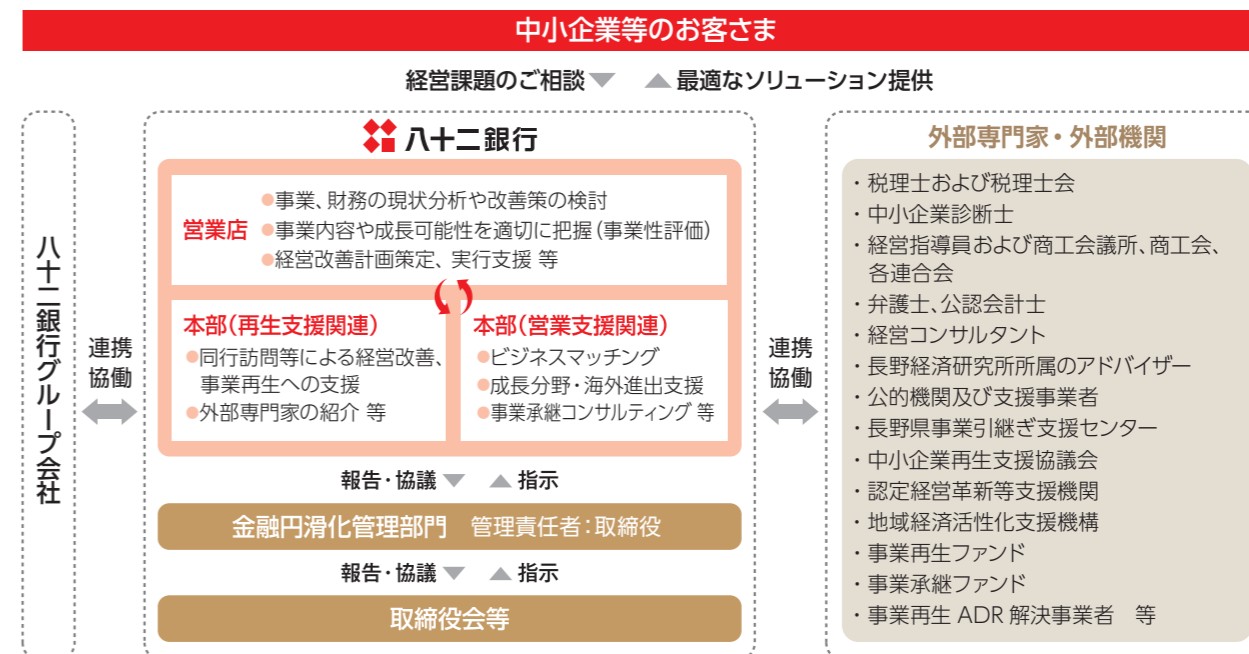 中小企業等のお客さま
経営課題のご相談▼ ▲最適なソリューション提供
八十二銀行グループ会社
連携
協働
八十二銀行
営業店
●事業、財務の現状分析や改善策の検討
●事業内容や成長可能性を適切に把握(事業性評価)
●経営改善計画策定、実行支援 等
本部(再生支援関連)
●同行訪問等による経営改善、
事業再生への支援
●外部専門家の紹介 等
本部(営業支援関連)
●ビジネスマッチング
●成長分野・海外進出支援
●事業承継コンサルティング 等
報告・協議▼ ▲指示
金融円滑化管理部門 管理責任者:取締役
報告・協議▼ ▲指示
取締役会等
連携
協働
外部専門家・外部機関
・税理士および税理士会
・中小企業診断士
・経営指導員および商工会議所、商工会、
各連合会
・弁護士、公認会計士
・経営コンサルタント
・長野経済研究所所属のアドバイザー
・公的機関及び支援事業者
・長野県事業引継ぎ支援センター
・中小企業再生支援協議会
・認定経営革新等支援機関
・地域経済活性化支援機構
・事業再生ファンド
・事業承継ファンド
・事業再生 ADR 解決事業者 等